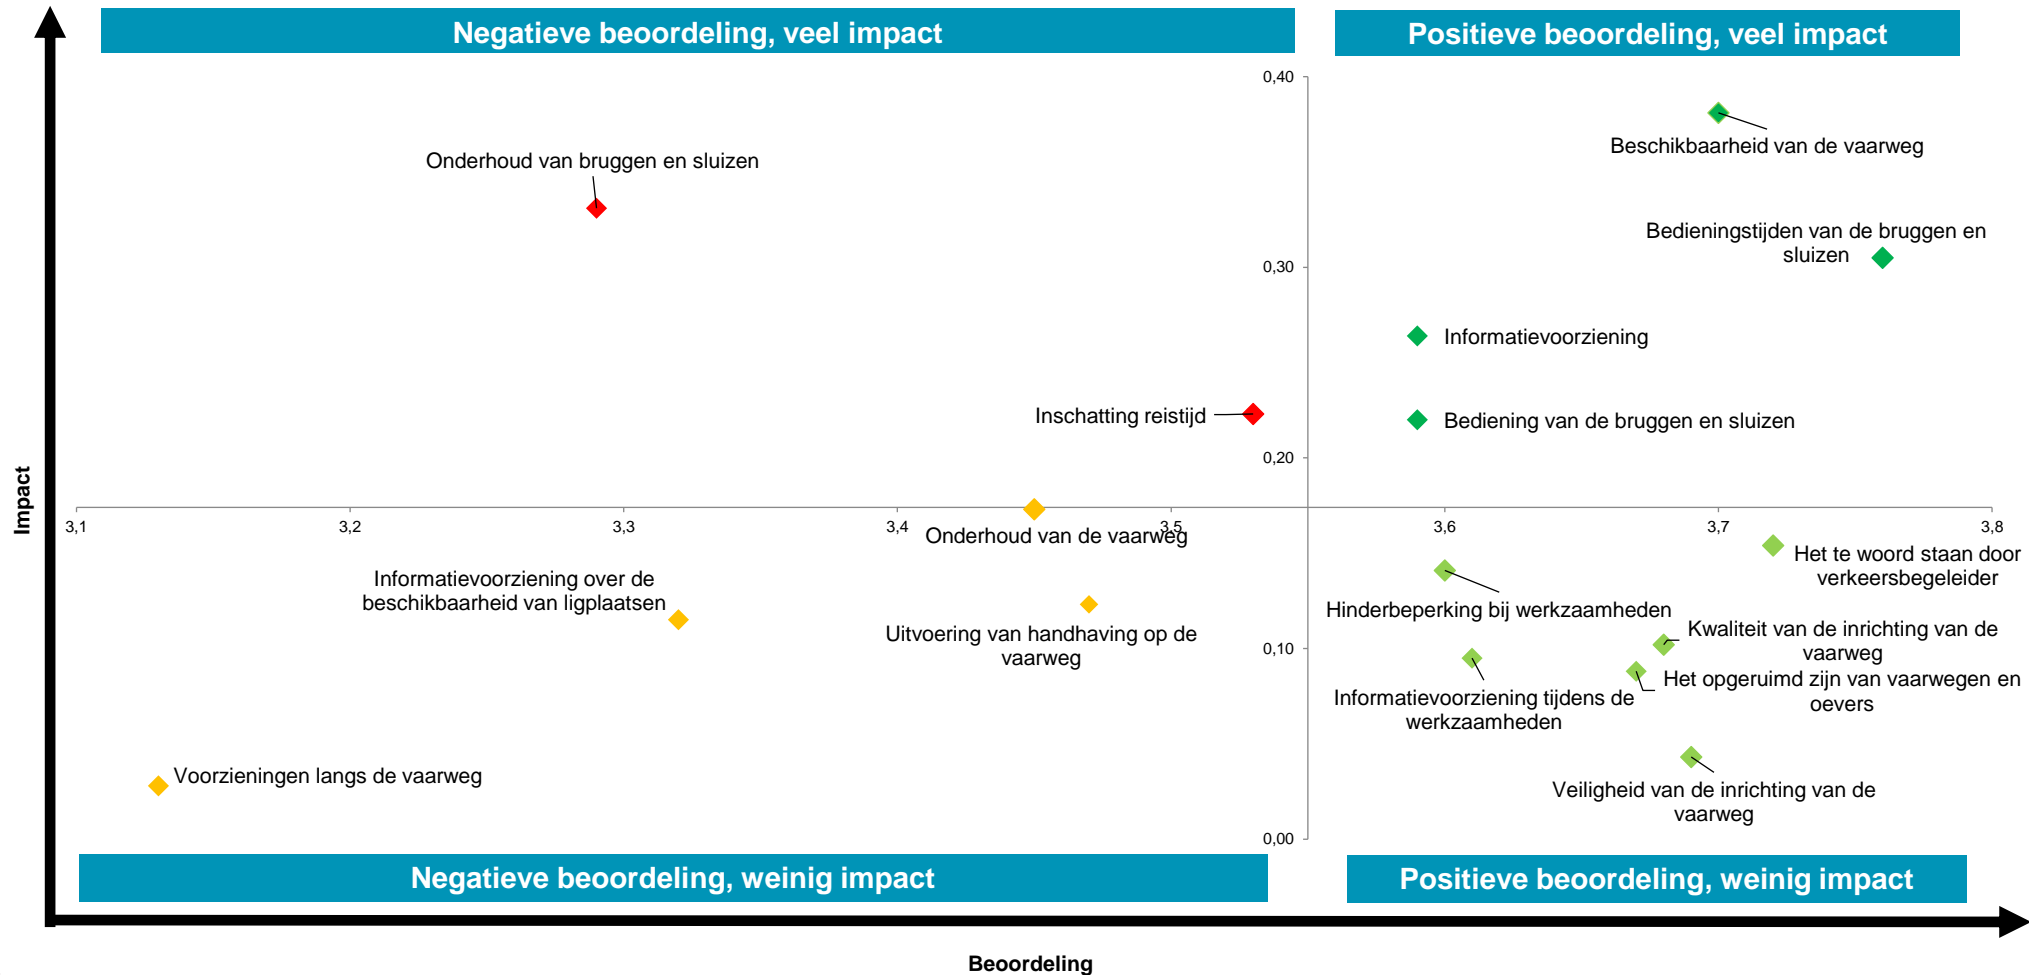 Negatieve beoordeling, veel impact
Positieve beoordeling, veel impact
0,40
Beschikbaarheid van de vaarweg
Onderhoud van bruggen en sluizen
Bedieningstijden van de bruggen en
sluizen
0,30
Informatievoorziening
Inschatting reistijd
Bediening van de bruggen en sluizen
0,20
Impact
3,1
3,2
3,3
3,4
3,5
3,6
3,7
3,8
Onderhoud van de vaarweg
Het te woord staan door
verkeersbegeleider
Informatievoorziening over de
beschikbaarheid van ligplaatsen
Hinderbeperking bij werkzaamheden
Uitvoering van handhaving op de
vaarweg
Kwaliteit van de inrichting van de
vaarweg
0,10
Het opgeruimd zijn van vaarwegen en
oevers
Informatievoorziening tijdens de
werkzaamheden
Voorzieningen langs de vaarweg
Veiligheid van de inrichting van de
vaarweg
0,00
Negatieve beoordeling, weinig impact
Positieve beoordeling, weinig impact
Beoordeling